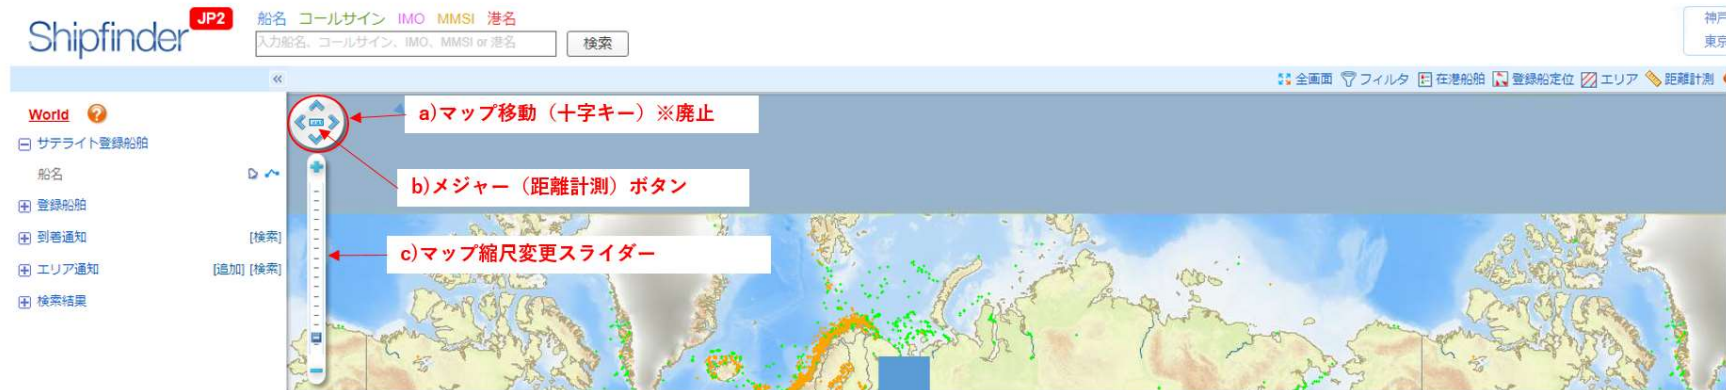 Shipfinder JP2
船名 コールサイン IMO MMSI 港名
入力船名、コールサイン、IMO、MMSI or 港名 検索
神戸
東京
« 全画面 フィルタ 在港船舶 登録船定位 エリア 距離計測
World ?
サテライト登録船舶
船名
登録船舶
到着通知 [検索]
エリア通知 [追加] [検索]
検索結果
a)マップ移動（十字キー）※廃止
b)メジャー（距離計測）ボタン
c)マップ縮尺変更スライダー